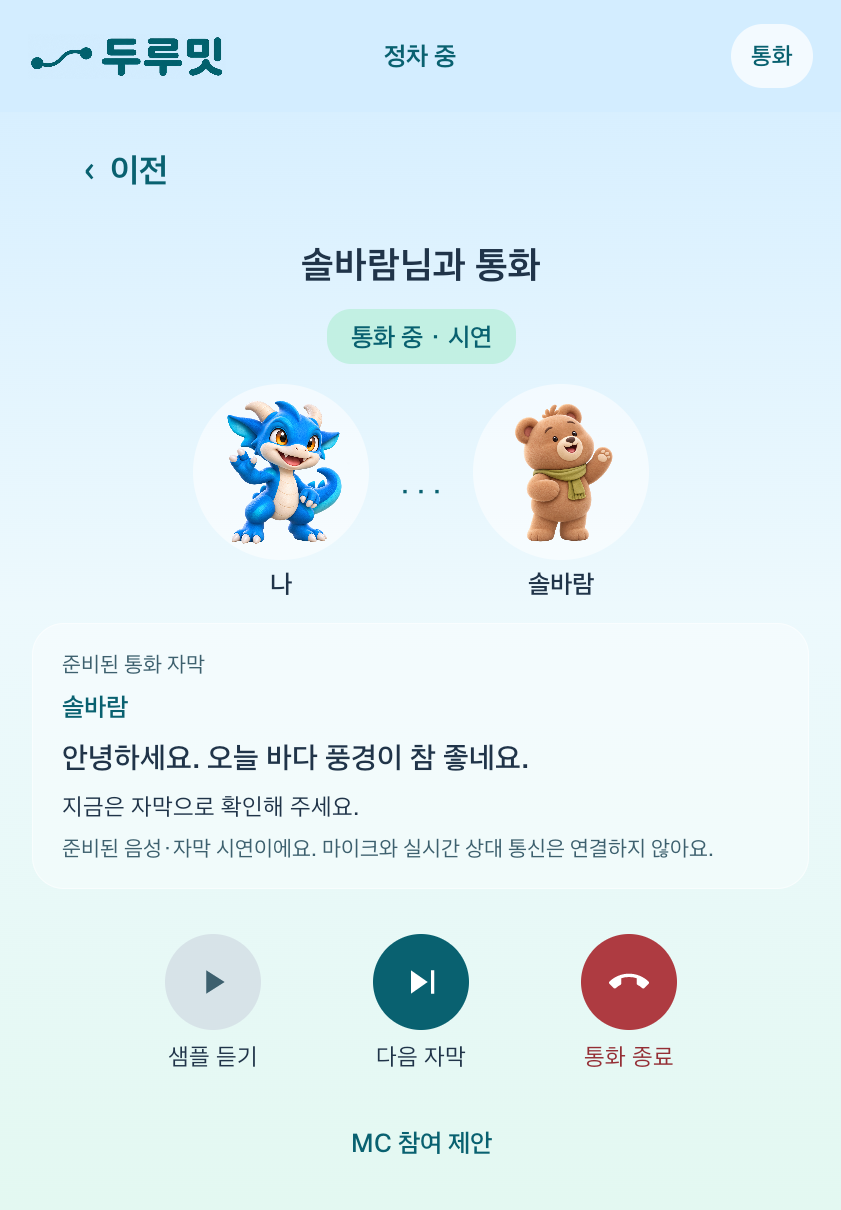 두루밋
정차 중
통화
‹ 이전
솔바람님과 통화
통화 중 · 시연
...
나
솔바람
준비된 통화 자막
솔바람
안녕하세요. 오늘 바다 풍경이 참 좋네요.
지금은 자막으로 확인해 주세요.
준비된 음성·자막 시연이에요. 마이크와 실시간 상대 통신은 연결하지 않아요.
샘플 듣기
다음 자막
통화 종료
MC 참여 제안